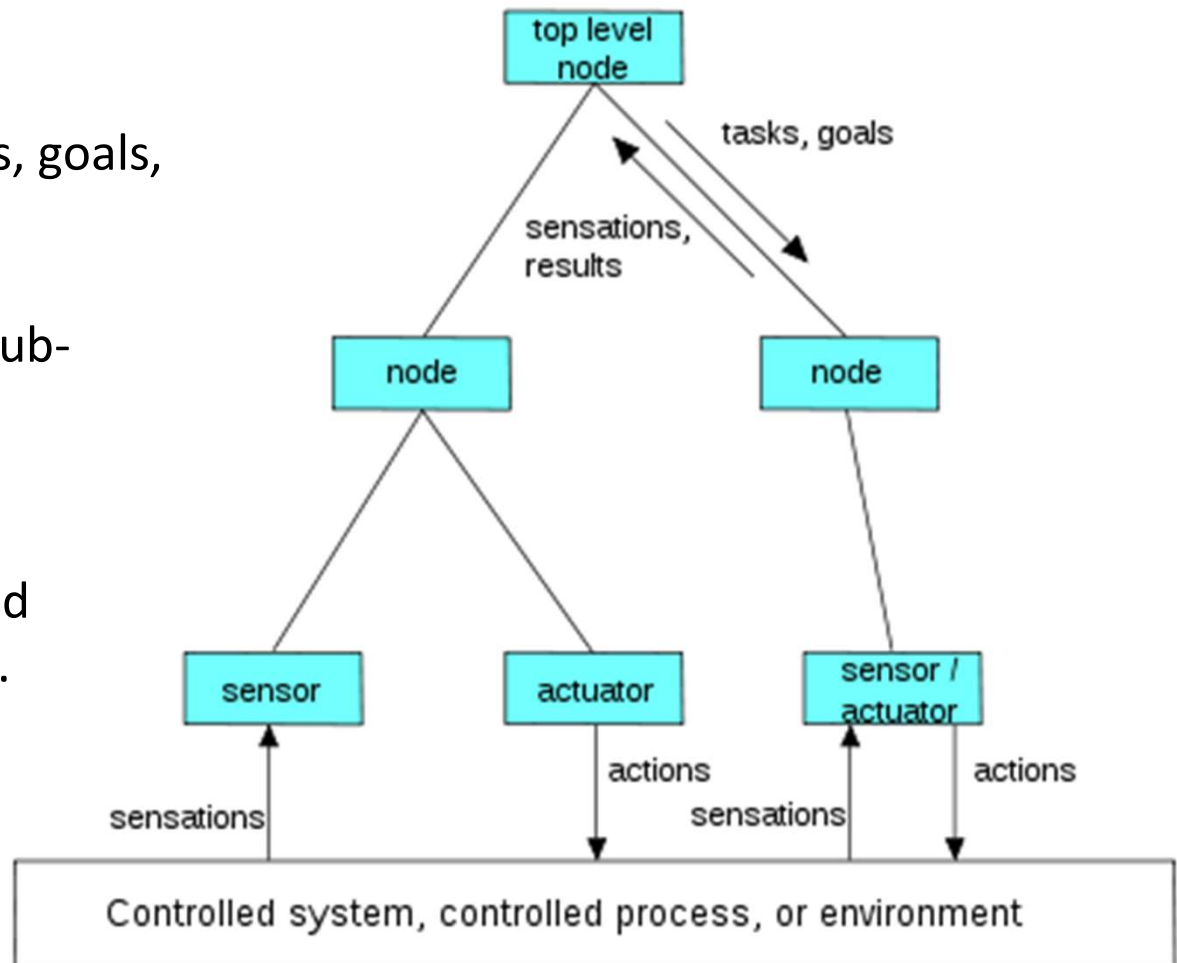 top level
node
tasks, goals
s, goals,
sensations,
results
ub-
node
node
d
.
sensor
actuator
sensor /
actuator
actions
actions
sensations
sensations
Controlled system, controlled process, or environment